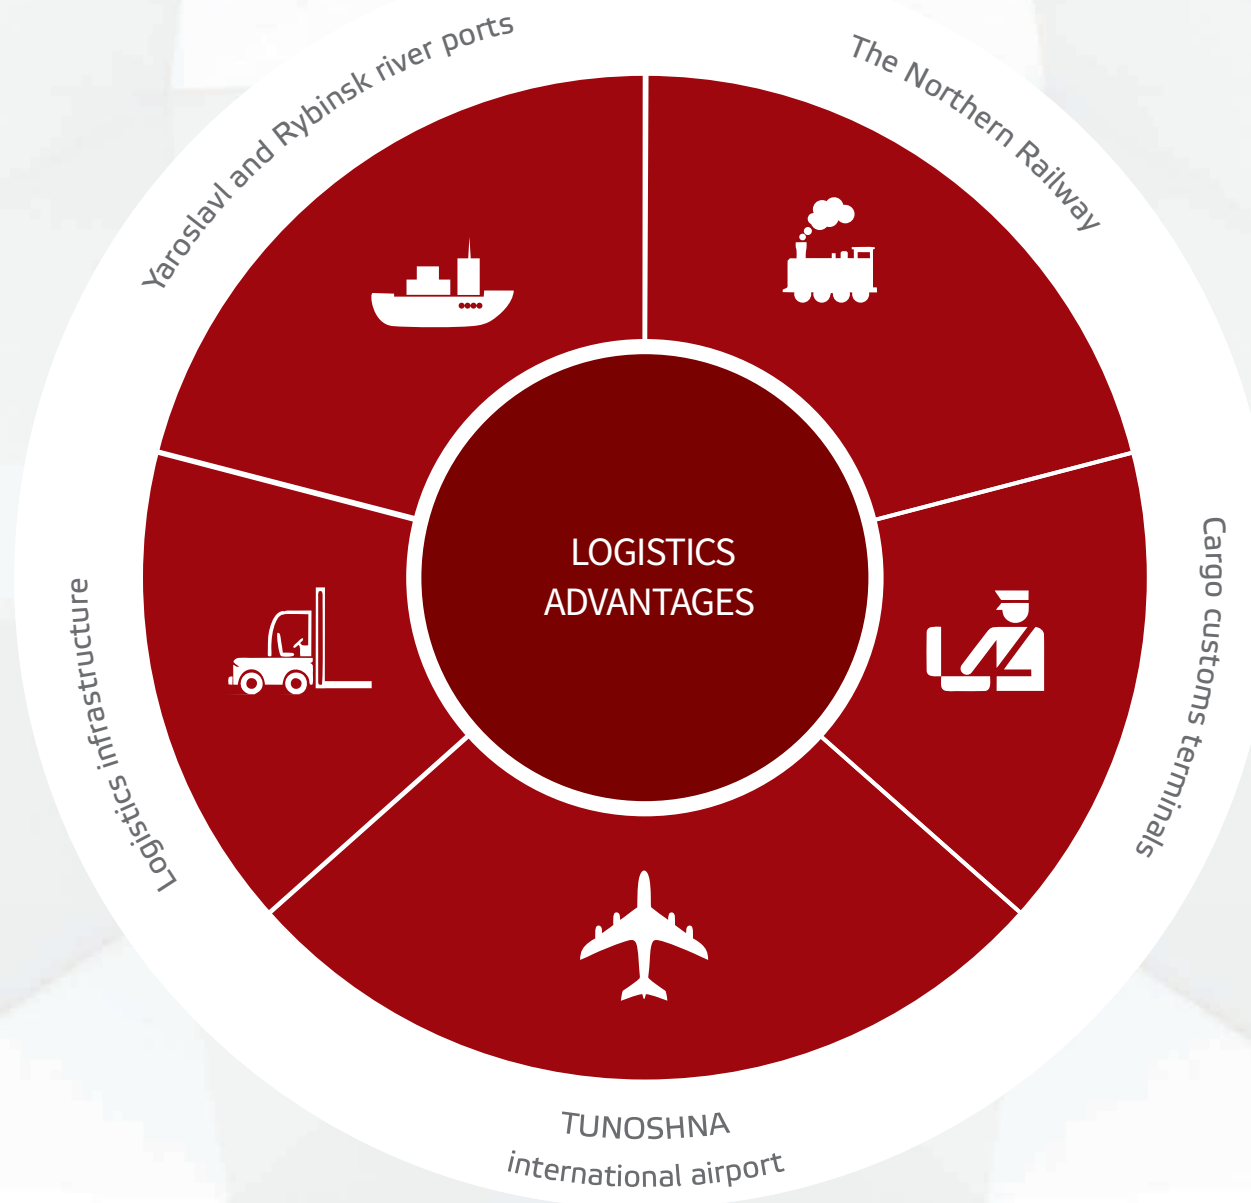 Yaroslavl and Rybinsk river ports
The Northern Railway
LOGISTICS
ADVANTAGES
Cargo customs terminals
Logistics infrastructure
TUNOSHNA
international airport